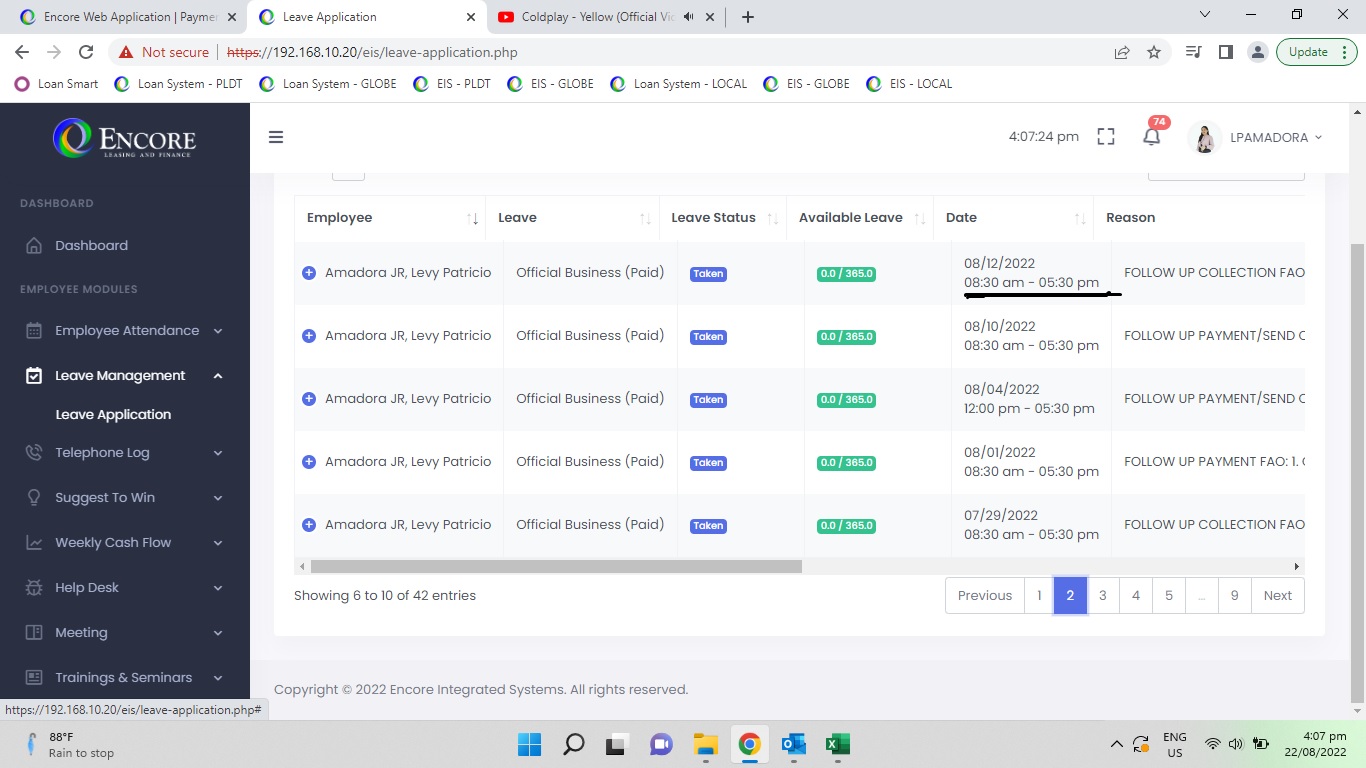 Encore Web Application | Paymen
Leave Application
Coldplay - Yellow (Official Vid
Not secure
https://192.168.10.20/eis/leave-application.php
Update
Loan Smart
Loan System - PLDT
Loan System - GLOBE
EIS - PLDT
EIS - GLOBE
Loan System - LOCAL
EIS - GLOBE
EIS - LOCAL
ENCORE
LEASING AND FINANCE
4:07:24 pm
74
LPAMADORA
DASHBOARD
Dashboard
EMPLOYEE MODULES
Employee Attendance
Leave Management
Leave Application
Telephone Log
Suggest To Win
Weekly Cash Flow
Help Desk
Meeting
Trainings & Seminars
Employee Leave Leave Status Available Leave Date Reason
Amadora JR, Levy Patricio Official Business (Paid) Taken 0.0 / 365.0 08/12/2022 FOLLOW UP COLLECTION FAO
08:30 am - 05:30 pm
Amadora JR, Levy Patricio Official Business (Paid) Taken 0.0 / 365.0 08/10/2022 FOLLOW UP PAYMENT/SEND C
08:30 am - 05:30 pm
Amadora JR, Levy Patricio Official Business (Paid) Taken 0.0 / 365.0 08/04/2022 FOLLOW UP PAYMENT/SEND C
12:00 pm - 05:30 pm
Amadora JR, Levy Patricio Official Business (Paid) Taken 0.0 / 365.0 08/01/2022 FOLLOW UP PAYMENT FAO: 1. C
08:30 am - 05:30 pm
Amadora JR, Levy Patricio Official Business (Paid) Taken 0.0 / 365.0 07/29/2022 FOLLOW UP COLLECTION FAO
08:30 am - 05:30 pm
Showing 6 to 10 of 42 entries
Previous 1 2 3 4 5 ... 9 Next
Copyright © 2022 Encore Integrated Systems. All rights reserved.
https://192.168.10.20/eis/leave-application.php#
88°F
Rain to stop
ENG
US
4:07 pm
22/08/2022